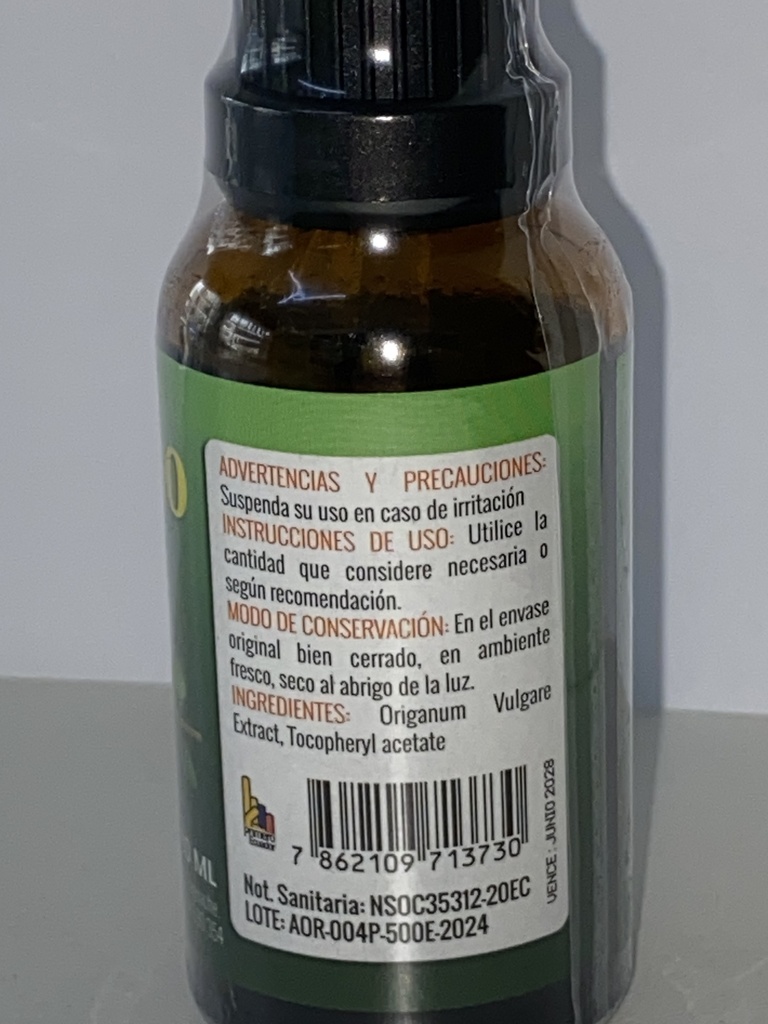 O
ADVERTENCIAS Y PRECAUCIONES:
Suspenda su uso en caso de irritación
INSTRUCCIONES DE USO: Utilice la
cantidad que considere necesaria o
según recomendación.
MODO DE CONSERVACIÓN: En el envase
original bien cerrado, en ambiente
fresco, seco al abrigo de la luz.
INGREDIENTES: Origanum Vulgare
Extract, Tocopheryl acetate
Primero
Ecuador
7 862109 713730
VENCE: JUNIO 2028
ML
Not. Sanitaria: NSOC35312-20EC
LOTE: AOR-004P-500E-2024